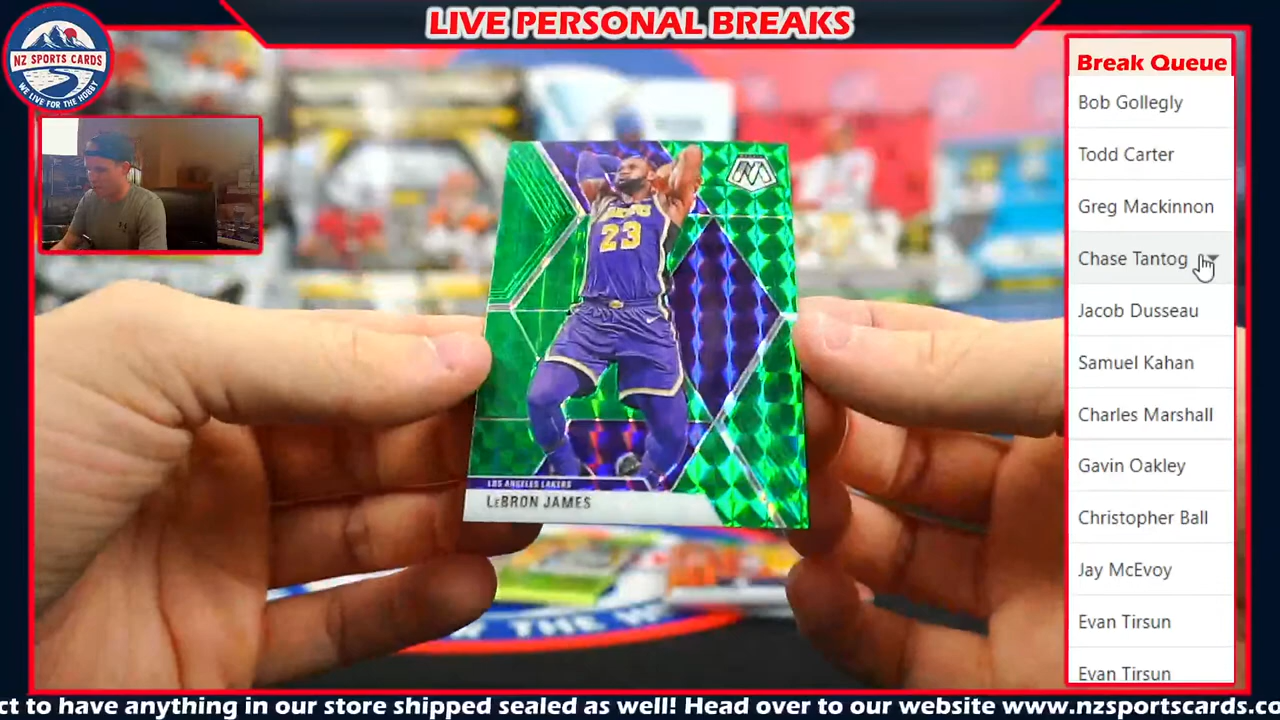 LIVE PERSONAL BREAKS
NZ SPORTS CARDS
WE LIVE FOR THE HOBBY
Break Queue
Bob Gollegly
Todd Carter
Greg Mackinnon
Chase Tantog
Jacob Dusseau
Samuel Kahan
Charles Marshall
Gavin Oakley
Christopher Ball
Jay McEvoy
Evan Tirsun
Evan Tirsun
LAKERS
23
LOS ANGELES LAKERS
LEBRON JAMES
ct to have anything in our store shipped sealed as well! Head over to our website www.nzsportscards.co